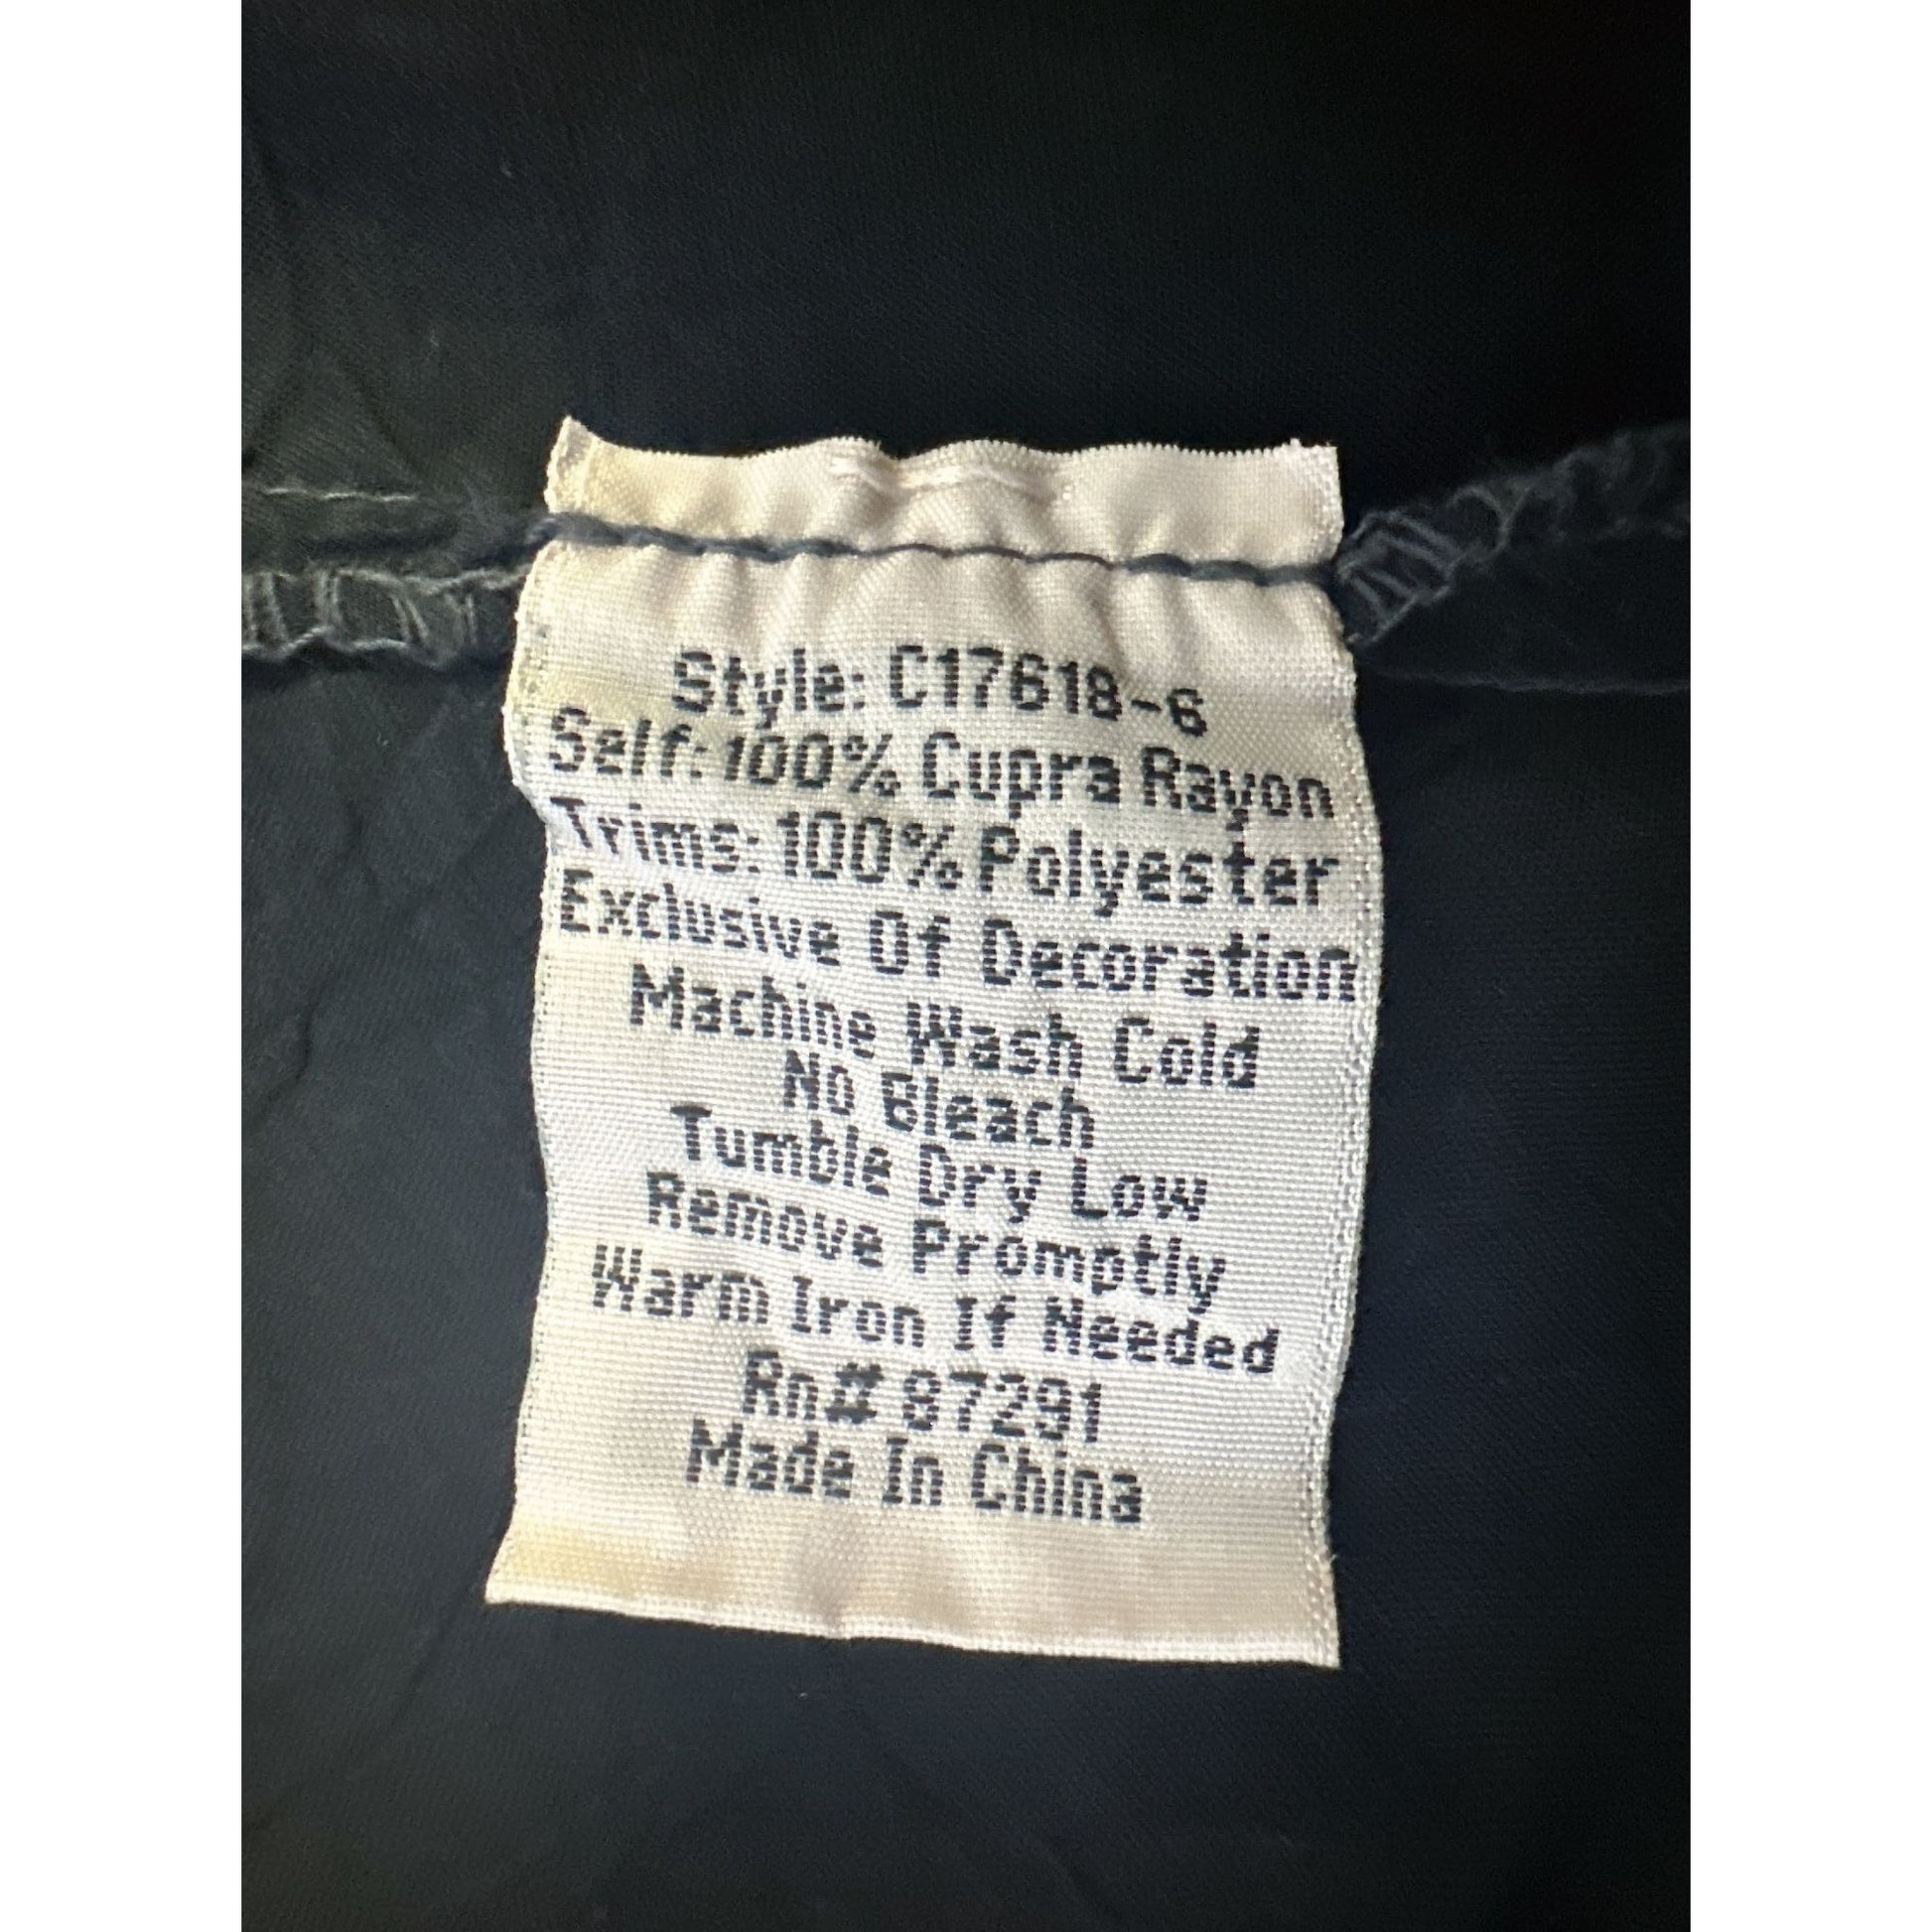 Style: C17618-6
Self: 100% Cupra Rayon
Trims: 100% Polyester
Exclusive Of Decoration
Machine Wash Cold
No Bleach
Tumble Dry Low
Remove Promptly
Warm Iron If Needed
Rn# 87291
Made In China